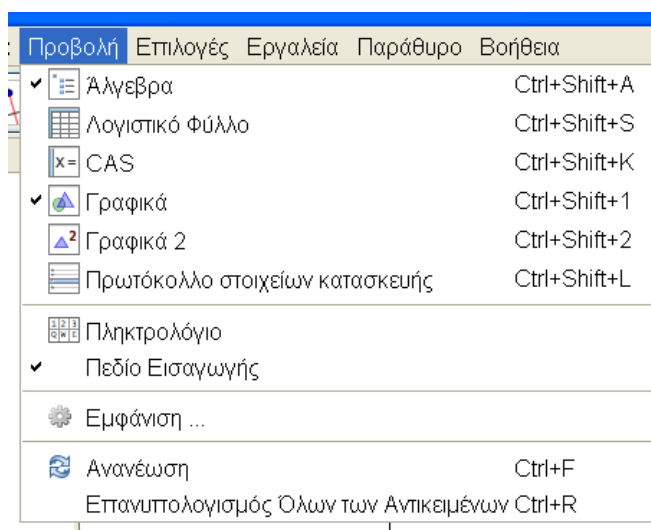 Προβολή Επιλογές Εργαλεία Παράθυρο Βοήθεια
Άλγεβρα Ctrl+Shift+A
Λογιστικό Φύλλο Ctrl+Shift+S
x= CAS Ctrl+Shift+K
Γραφικά Ctrl+Shift+1
2 Γραφικά 2 Ctrl+Shift+2
Πρωτόκολλο στοιχείων κατασκευής Ctrl+Shift+L
Πληκτρολόγιο
Πεδίο Εισαγωγής
Εμφάνιση ...
Ανανέωση Ctrl+F
Επανυπολογισμός Όλων των Αντικειμένων Ctrl+R